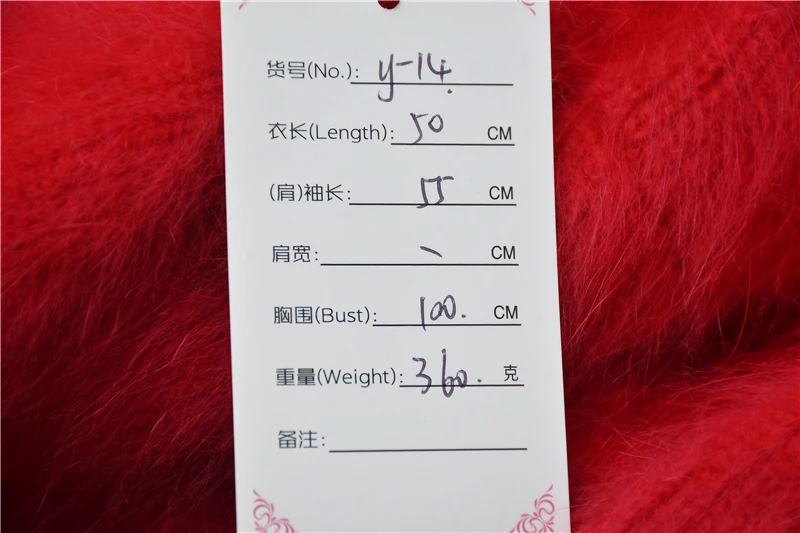 货号(No.): y-14.
衣长(Length): 50 CM
(肩)袖长: 55 CM
肩宽: - CM
胸围(Bust): 100. CM
重量(Weight): 360. 克
备注: